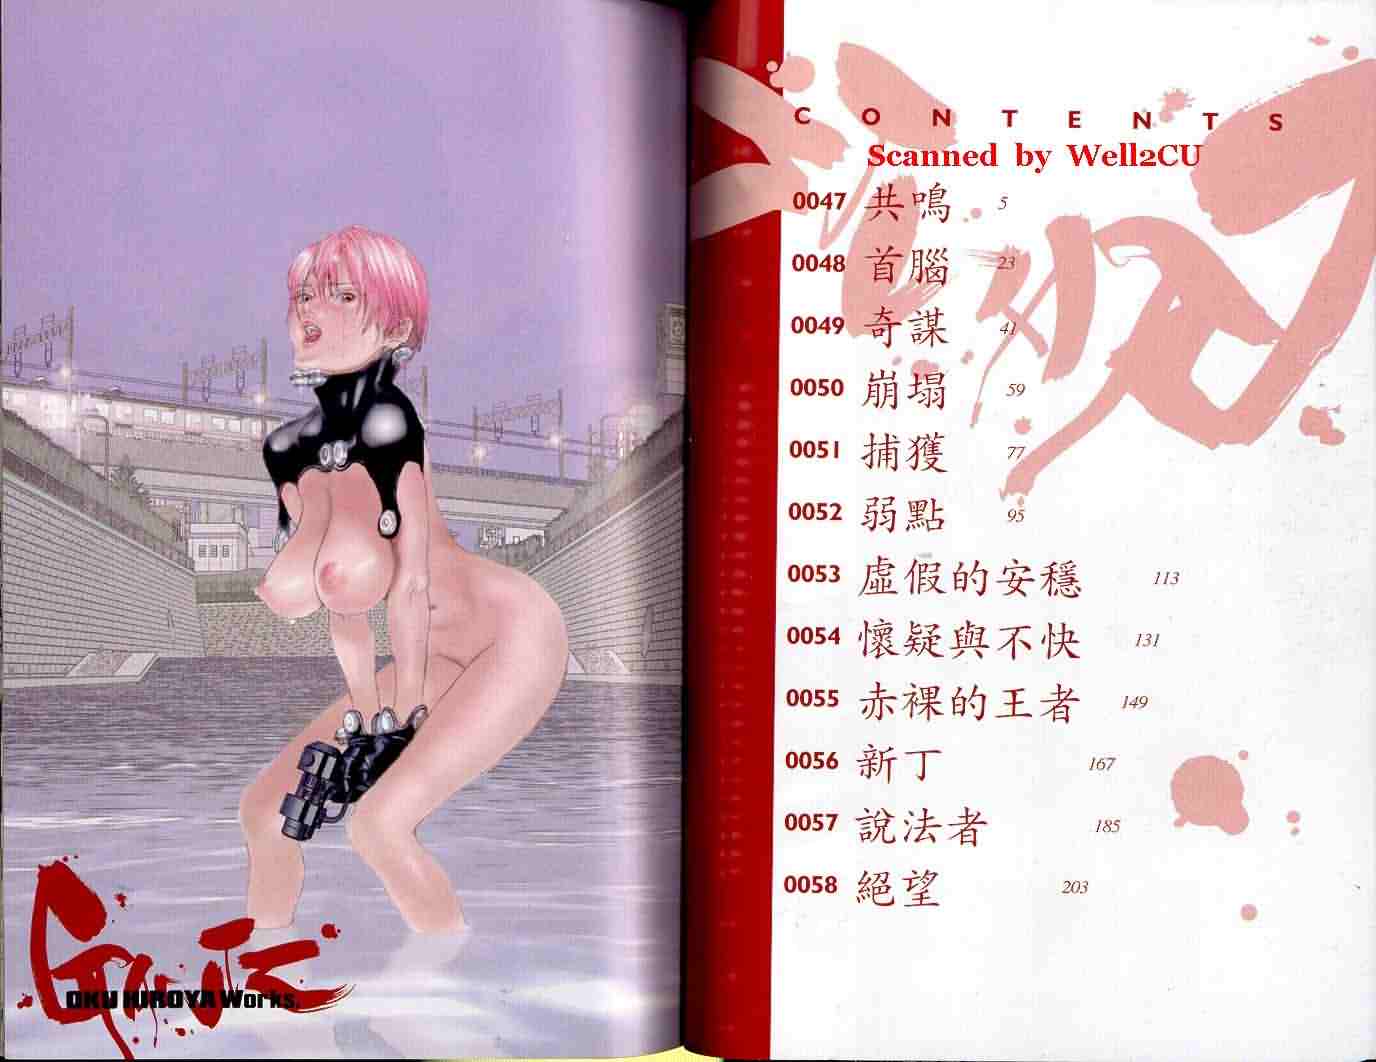 GANTZ
OKU HIROYA Works.
CONTENTS
Scanned by Well2CU
0047 共鳴 5
0048 首腦 23
0049 奇謀 41
0050 崩塌 59
0051 捕獲 77
0052 弱點 95
0053 虛假的安穩 113
0054 懷疑與不快 131
0055 赤裸的王者 149
0056 新丁 167
0057 說法者 185
0058 絕望 203